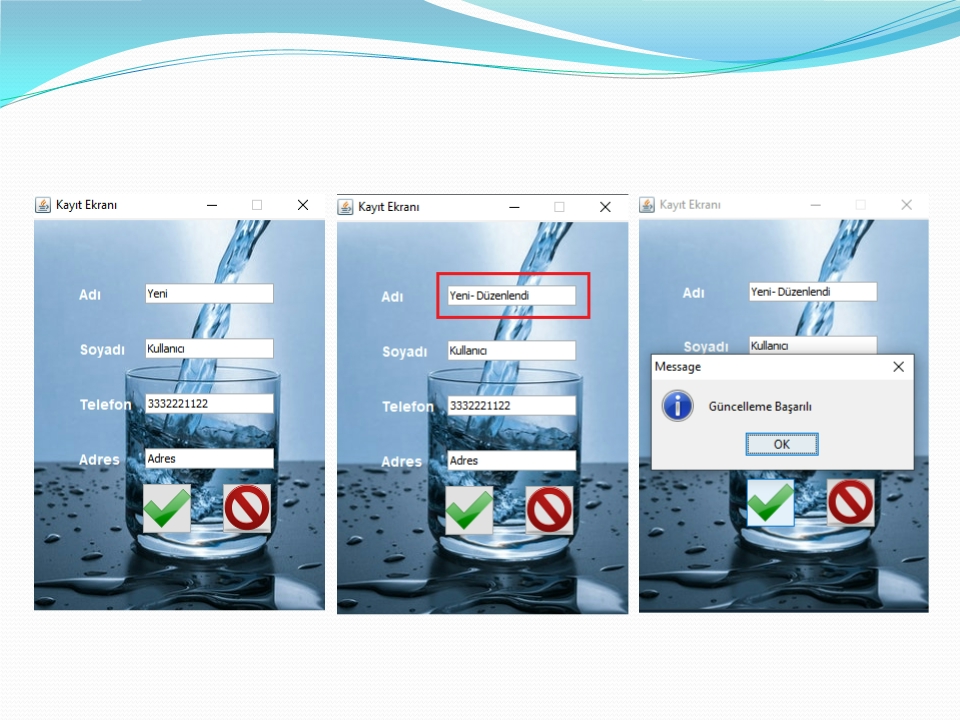 Kayıt Ekranı
Adı Yeni
Soyadı Kullanıcı
Telefon 3332221122
Adres Adres
Kayıt Ekranı
Adı Yeni- Düzenlendi
Soyadı Kullanıcı
Telefon 3332221122
Adres Adres
Kayıt Ekranı
Adı Yeni- Düzenlendi
Soyadı Kullanıcı
Message
Güncelleme Başarılı
OK